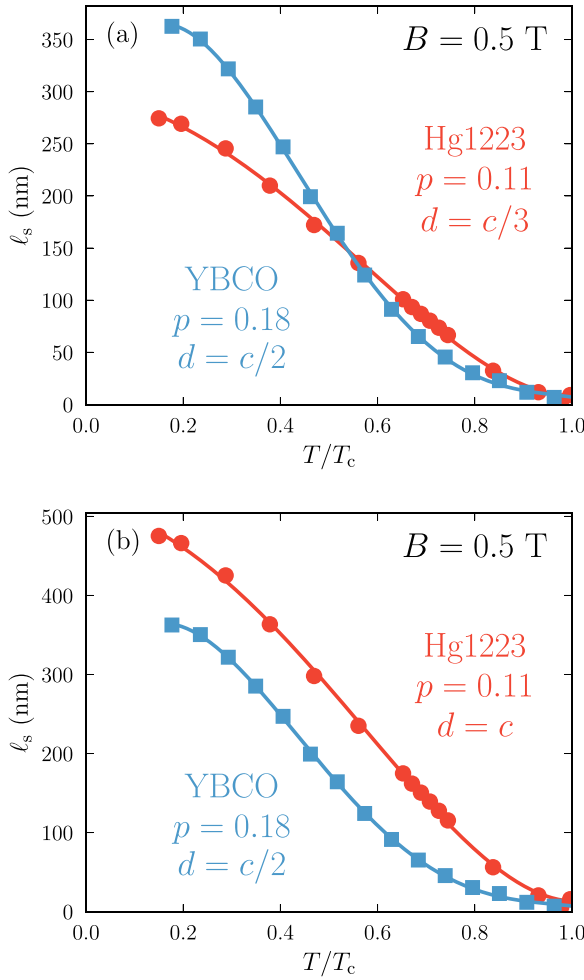 (a)
B = 0.5 T
350
300
250
200
150
100
50
0
ℓs (nm)
Hg1223
p = 0.11
d = c/3
YBCO
p = 0.18
d = c/2
0.0 0.2 0.4 0.6 0.8 1.0
T/Tc
(b)
B = 0.5 T
500
400
300
200
100
0
ℓs (nm)
Hg1223
p = 0.11
d = c
YBCO
p = 0.18
d = c/2
0.0 0.2 0.4 0.6 0.8 1.0
T/Tc